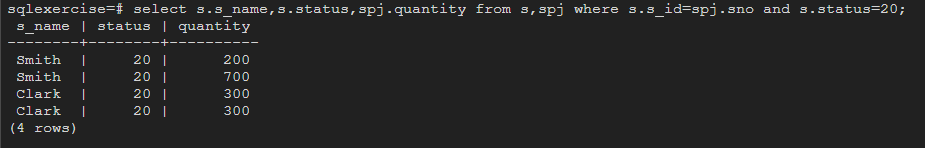 sqlexercise=# select s.s_name,s.status,spj.quantity from s,spj where s.s_id=spj.sno and s.status=20;
 s_name | status | quantity
--------+--------+----------
 Smith  |     20 |      200
 Smith  |     20 |      700
 Clark  |     20 |      300
 Clark  |     20 |      300
(4 rows)